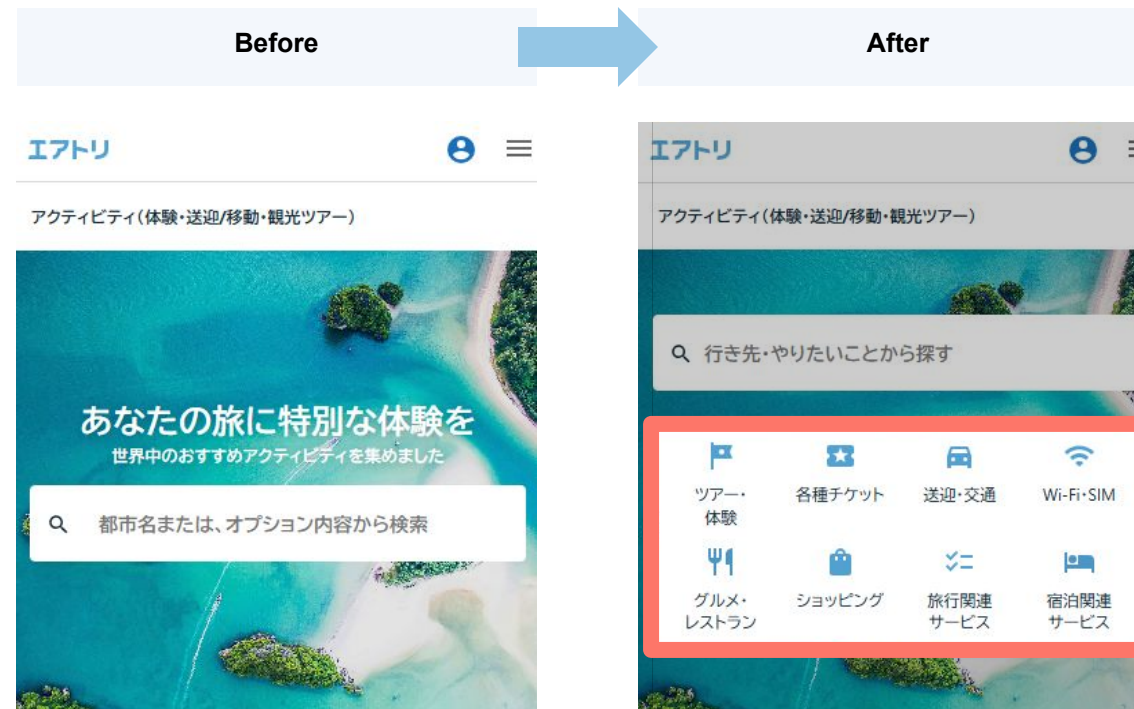 Before
After
エアトリ
アクティビティ(体験・送迎/移動・観光ツアー)
あなたの旅に特別な体験を
世界中のおすすめアクティビティを集めました
都市名または、オプション内容から検索
エアトリ
アクティビティ(体験・送迎/移動・観光ツアー)
行き先・やりたいことから探す
ツアー・
体験
各種チケット
送迎・交通
Wi-Fi・SIM
グルメ・
レストラン
ショッピング
旅行関連
サービス
宿泊関連
サービス